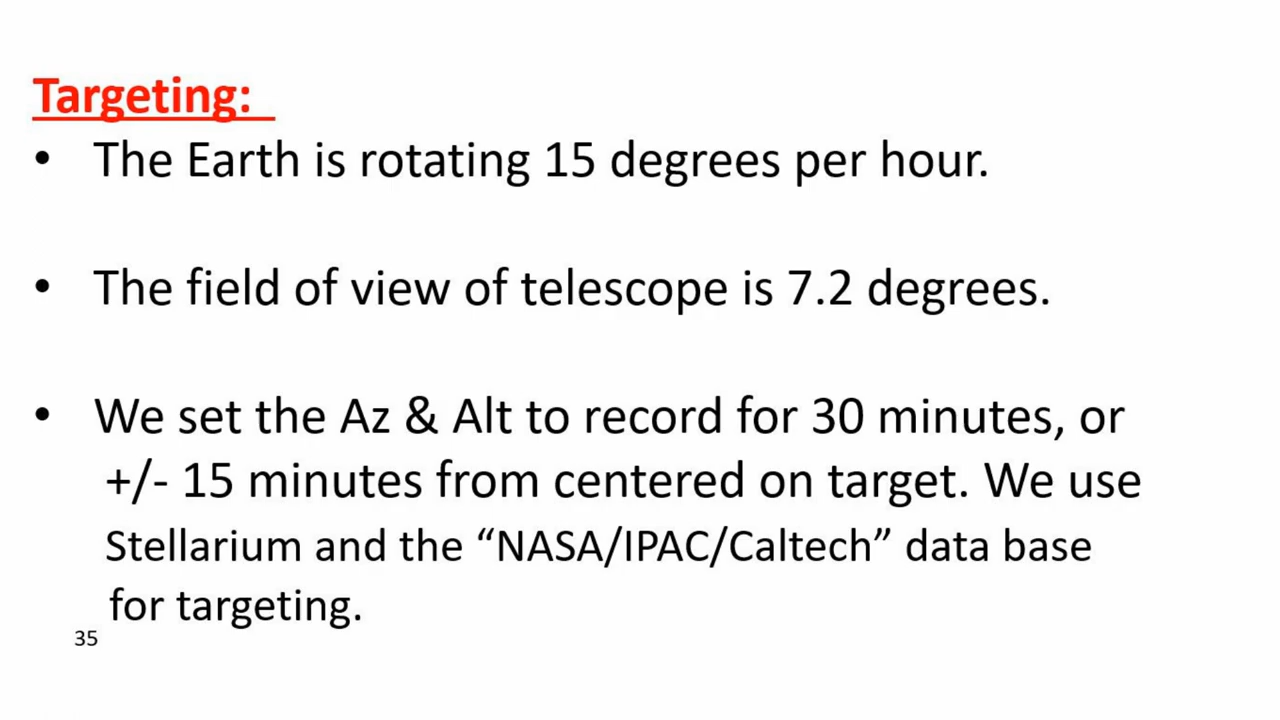 Targeting:
• The Earth is rotating 15 degrees per hour.
• The field of view of telescope is 7.2 degrees.
• We set the Az & Alt to record for 30 minutes, or
+/- 15 minutes from centered on target. We use
Stellarium and the “NASA/IPAC/Caltech” data base
for targeting.
35